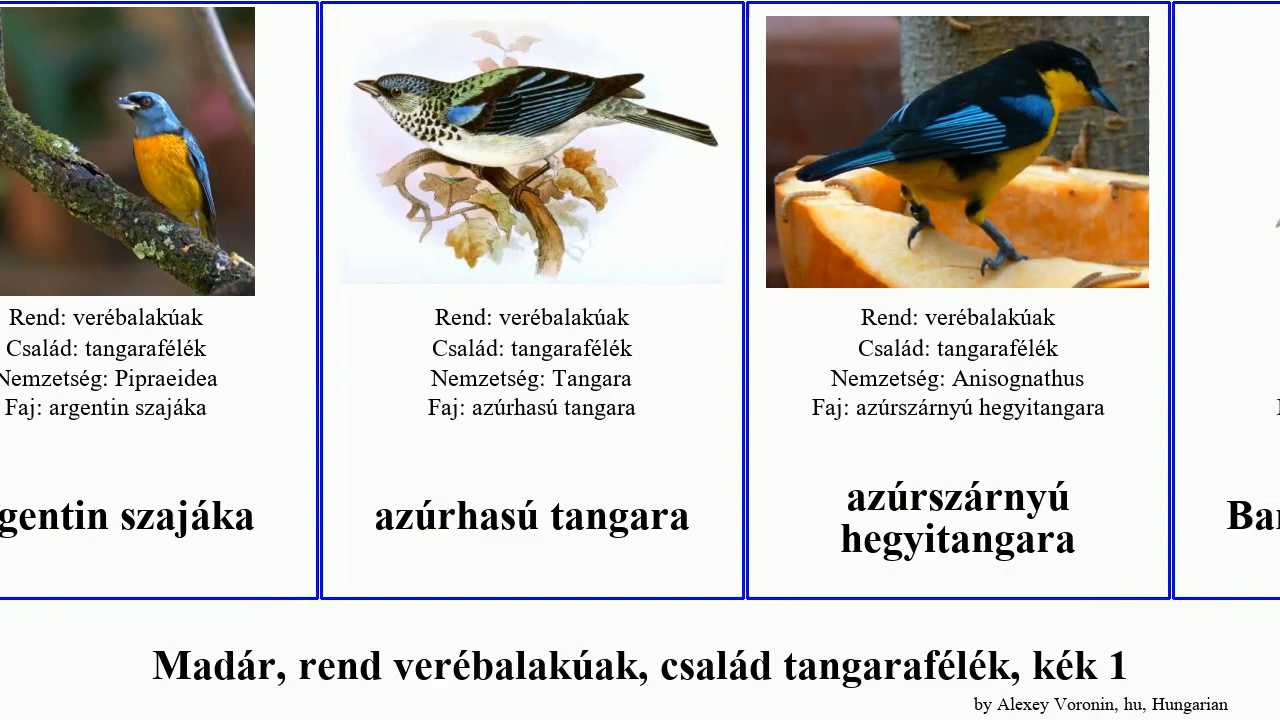 Rend: verébalakúak
Család: tangarafélék
Nemzetség: Pipraeidea
Faj: argentin szajáka
gentin szajáka
Rend: verébalakúak
Család: tangarafélék
Nemzetség: Tangara
Faj: azúrhasú tangara
azúrhasú tangara
Rend: verébalakúak
Család: tangarafélék
Nemzetség: Anisognathus
Faj: azúrszárnyú hegyitangara
azúrszárnyú
hegyitangara
Madár, rend verébalakúak, család tangarafélék, kék 1
by Alexey Voronin, hu, Hungarian